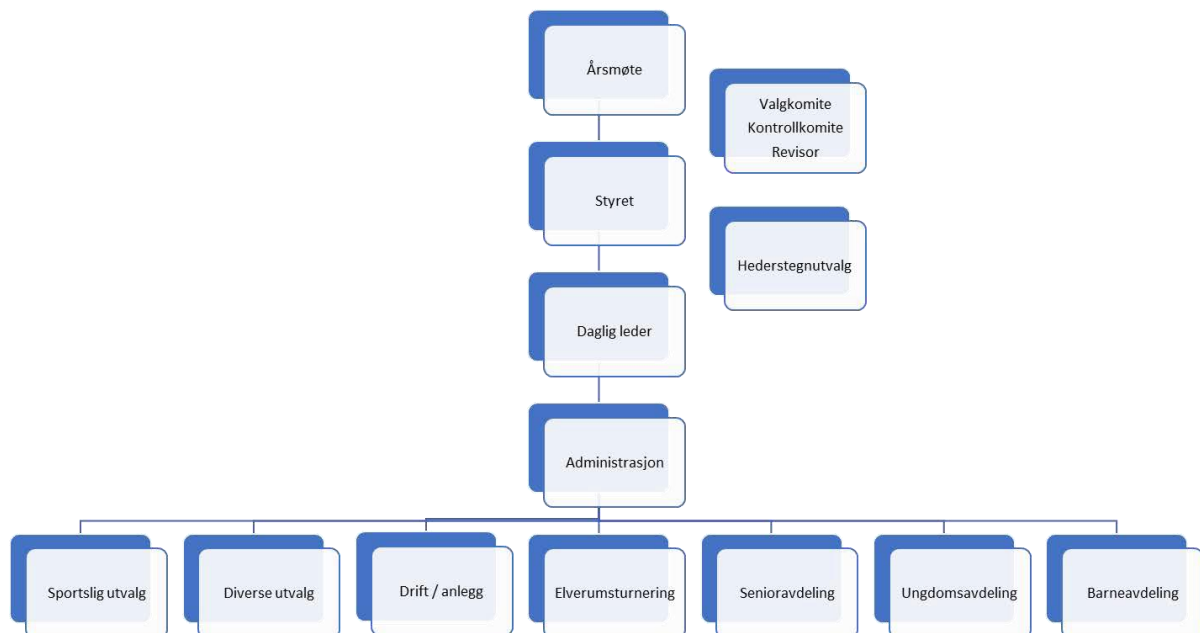 Årsmøte
Valgkomite
Kontrollkomite
Revisor
Styret
Hederstegnutvalg
Daglig leder
Administrasjon
Sportslig utvalg
Diverse utvalg
Drift / anlegg
Elverumsturnering
Senioravdeling
Ungdomsavdeling
Barneavdeling